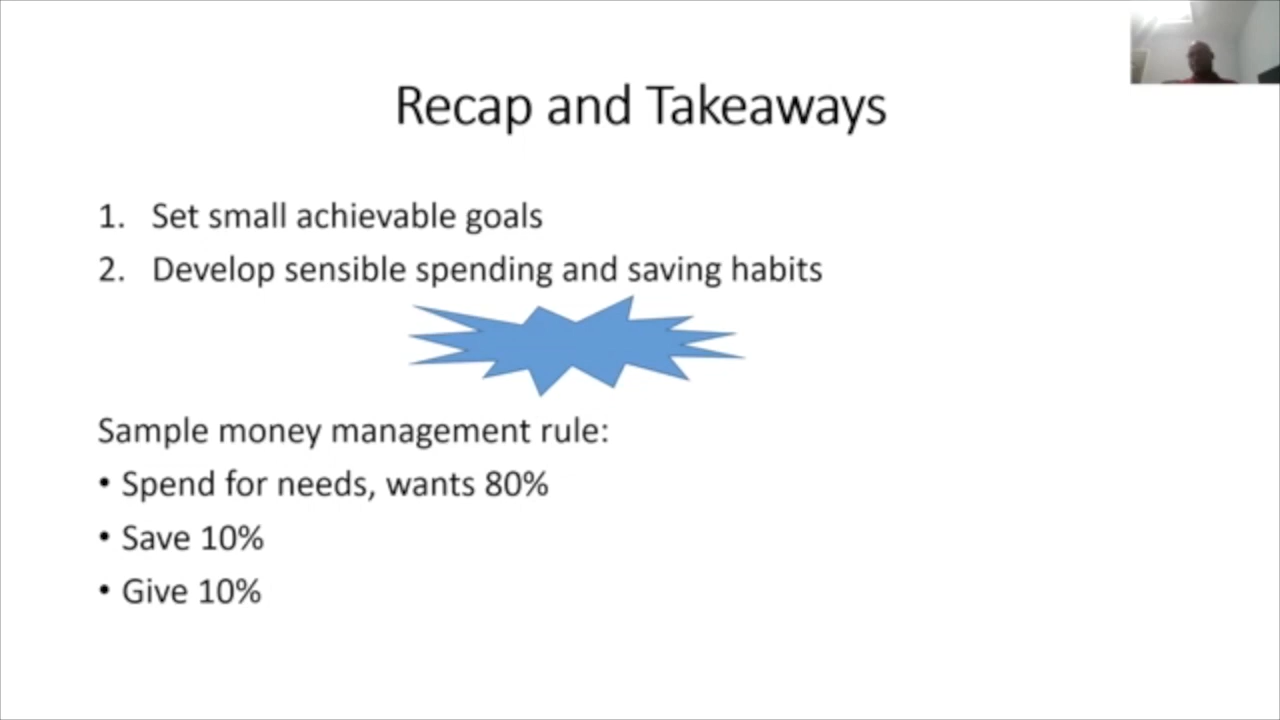 Recap and Takeaways
1. Set small achievable goals
2. Develop sensible spending and saving habits
Sample money management rule:
• Spend for needs, wants 80%
• Save 10%
• Give 10%